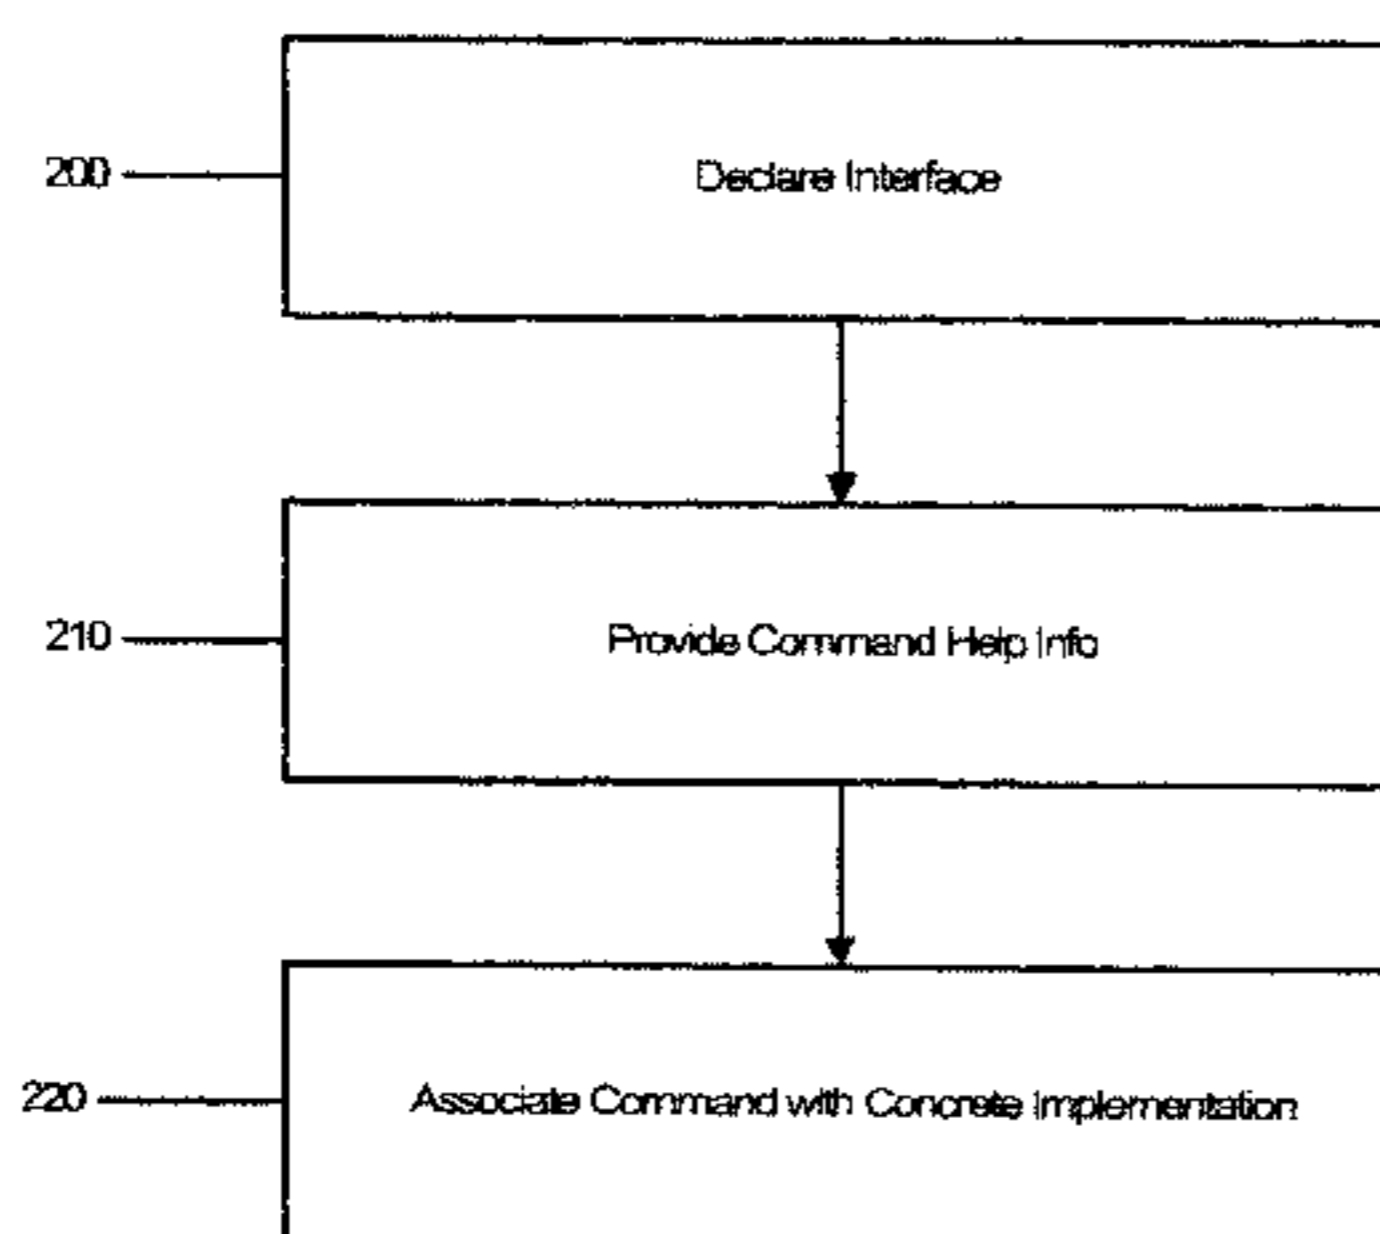 200 Declare Interface
210 Provide Command Help Info
220 Associate Command with Concrete Implementation